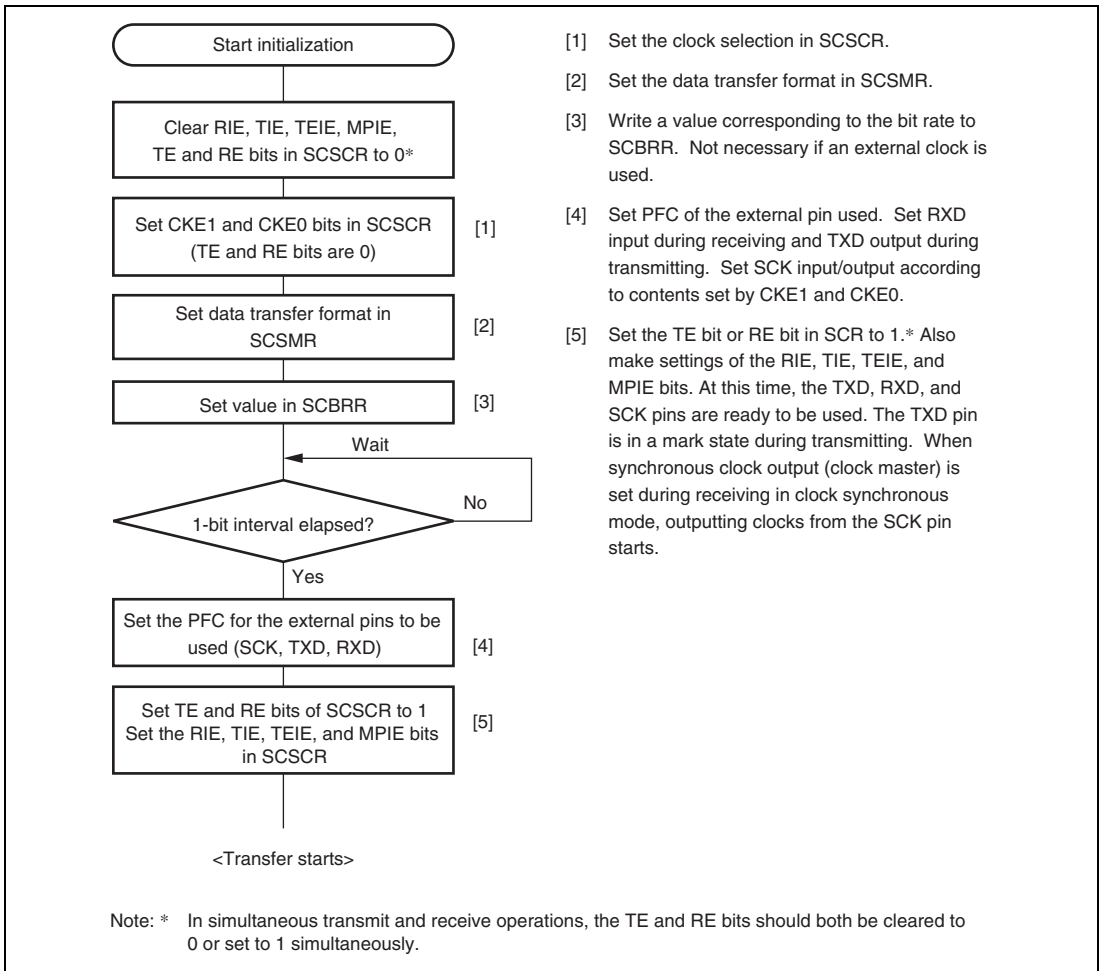 Start initialization
Clear RIE, TIE, TEIE, MPIE,
TE and RE bits in SCSCR to 0*
Set CKE1 and CKE0 bits in SCSCR
(TE and RE bits are 0)
[1]
Set data transfer format in
SCSMR
[2]
Set value in SCBRR
[3]
Wait
1-bit interval elapsed?
No
Yes
Set the PFC for the external pins to be
used (SCK, TXD, RXD)
[4]
Set TE and RE bits of SCSCR to 1
Set the RIE, TIE, TEIE, and MPIE bits
in SCSCR
[5]
<Transfer starts>
[1] Set the clock selection in SCSCR.
[2] Set the data transfer format in SCSMR.
[3] Write a value corresponding to the bit rate to
SCBRR. Not necessary if an external clock is
used.
[4] Set PFC of the external pin used. Set RXD
input during receiving and TXD output during
transmitting. Set SCK input/output according
to contents set by CKE1 and CKE0.
[5] Set the TE bit or RE bit in SCR to 1.* Also
make settings of the RIE, TIE, TEIE, and
MPIE bits. At this time, the TXD, RXD, and
SCK pins are ready to be used. The TXD pin
is in a mark state during transmitting. When
synchronous clock output (clock master) is
set during receiving in clock synchronous
mode, outputting clocks from the SCK pin
starts.
Note: * In simultaneous transmit and receive operations, the TE and RE bits should both be cleared to
0 or set to 1 simultaneously.